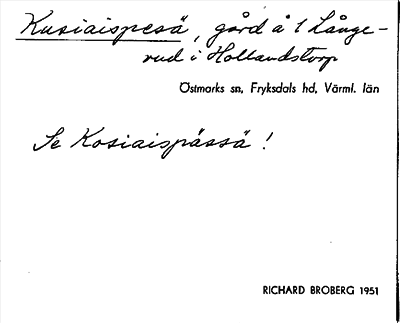 Kusiaispesä, gård å 1 Långe-
rud i Hollandstorp
Östmarks sn, Fryksdals hd, Värml. län
Se Kosiaispässä !
RICHARD BROBERG 1951